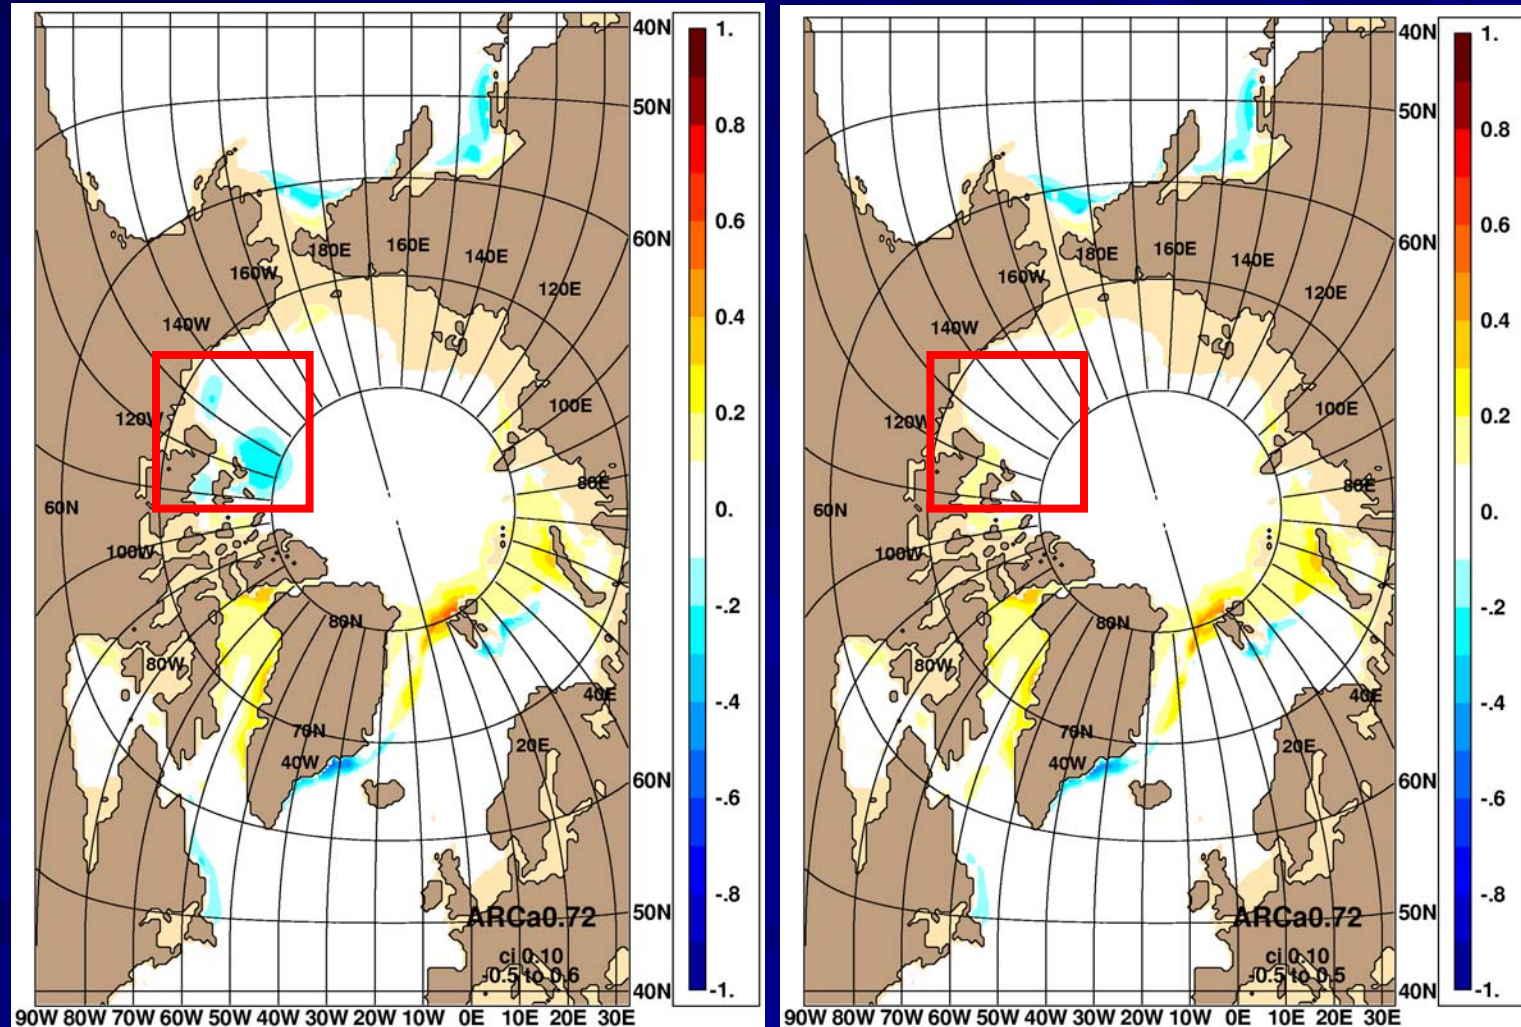 40N
1.
50N
0.8
0.6
60N
160E
180E
140E
160W
120E
0.4
140W
100E
0.2
120W
80E
60N
0.
100W
-.2
80N
80W
40E
-.4
70N
20E
40W
60N
-.6
-.8
50N
ARCa0.72
ci 0.10
-0.5 to 0.6
40N
-1.
90W 80W 70W 60W 50W 40W 30W 20W 10W 0E 10E 20E 30E
40N
1.
50N
0.8
0.6
60N
160E
180E
140E
160W
120E
0.4
140W
100E
0.2
120W
80E
60N
0.
100W
-.2
80N
80W
40E
-.4
70N
20E
40W
60N
-.6
-.8
50N
ARCa0.72
ci 0.10
-0.5 to 0.5
40N
-1.
90W 80W 70W 60W 50W 40W 30W 20W 10W 0E 10E 20E 30E